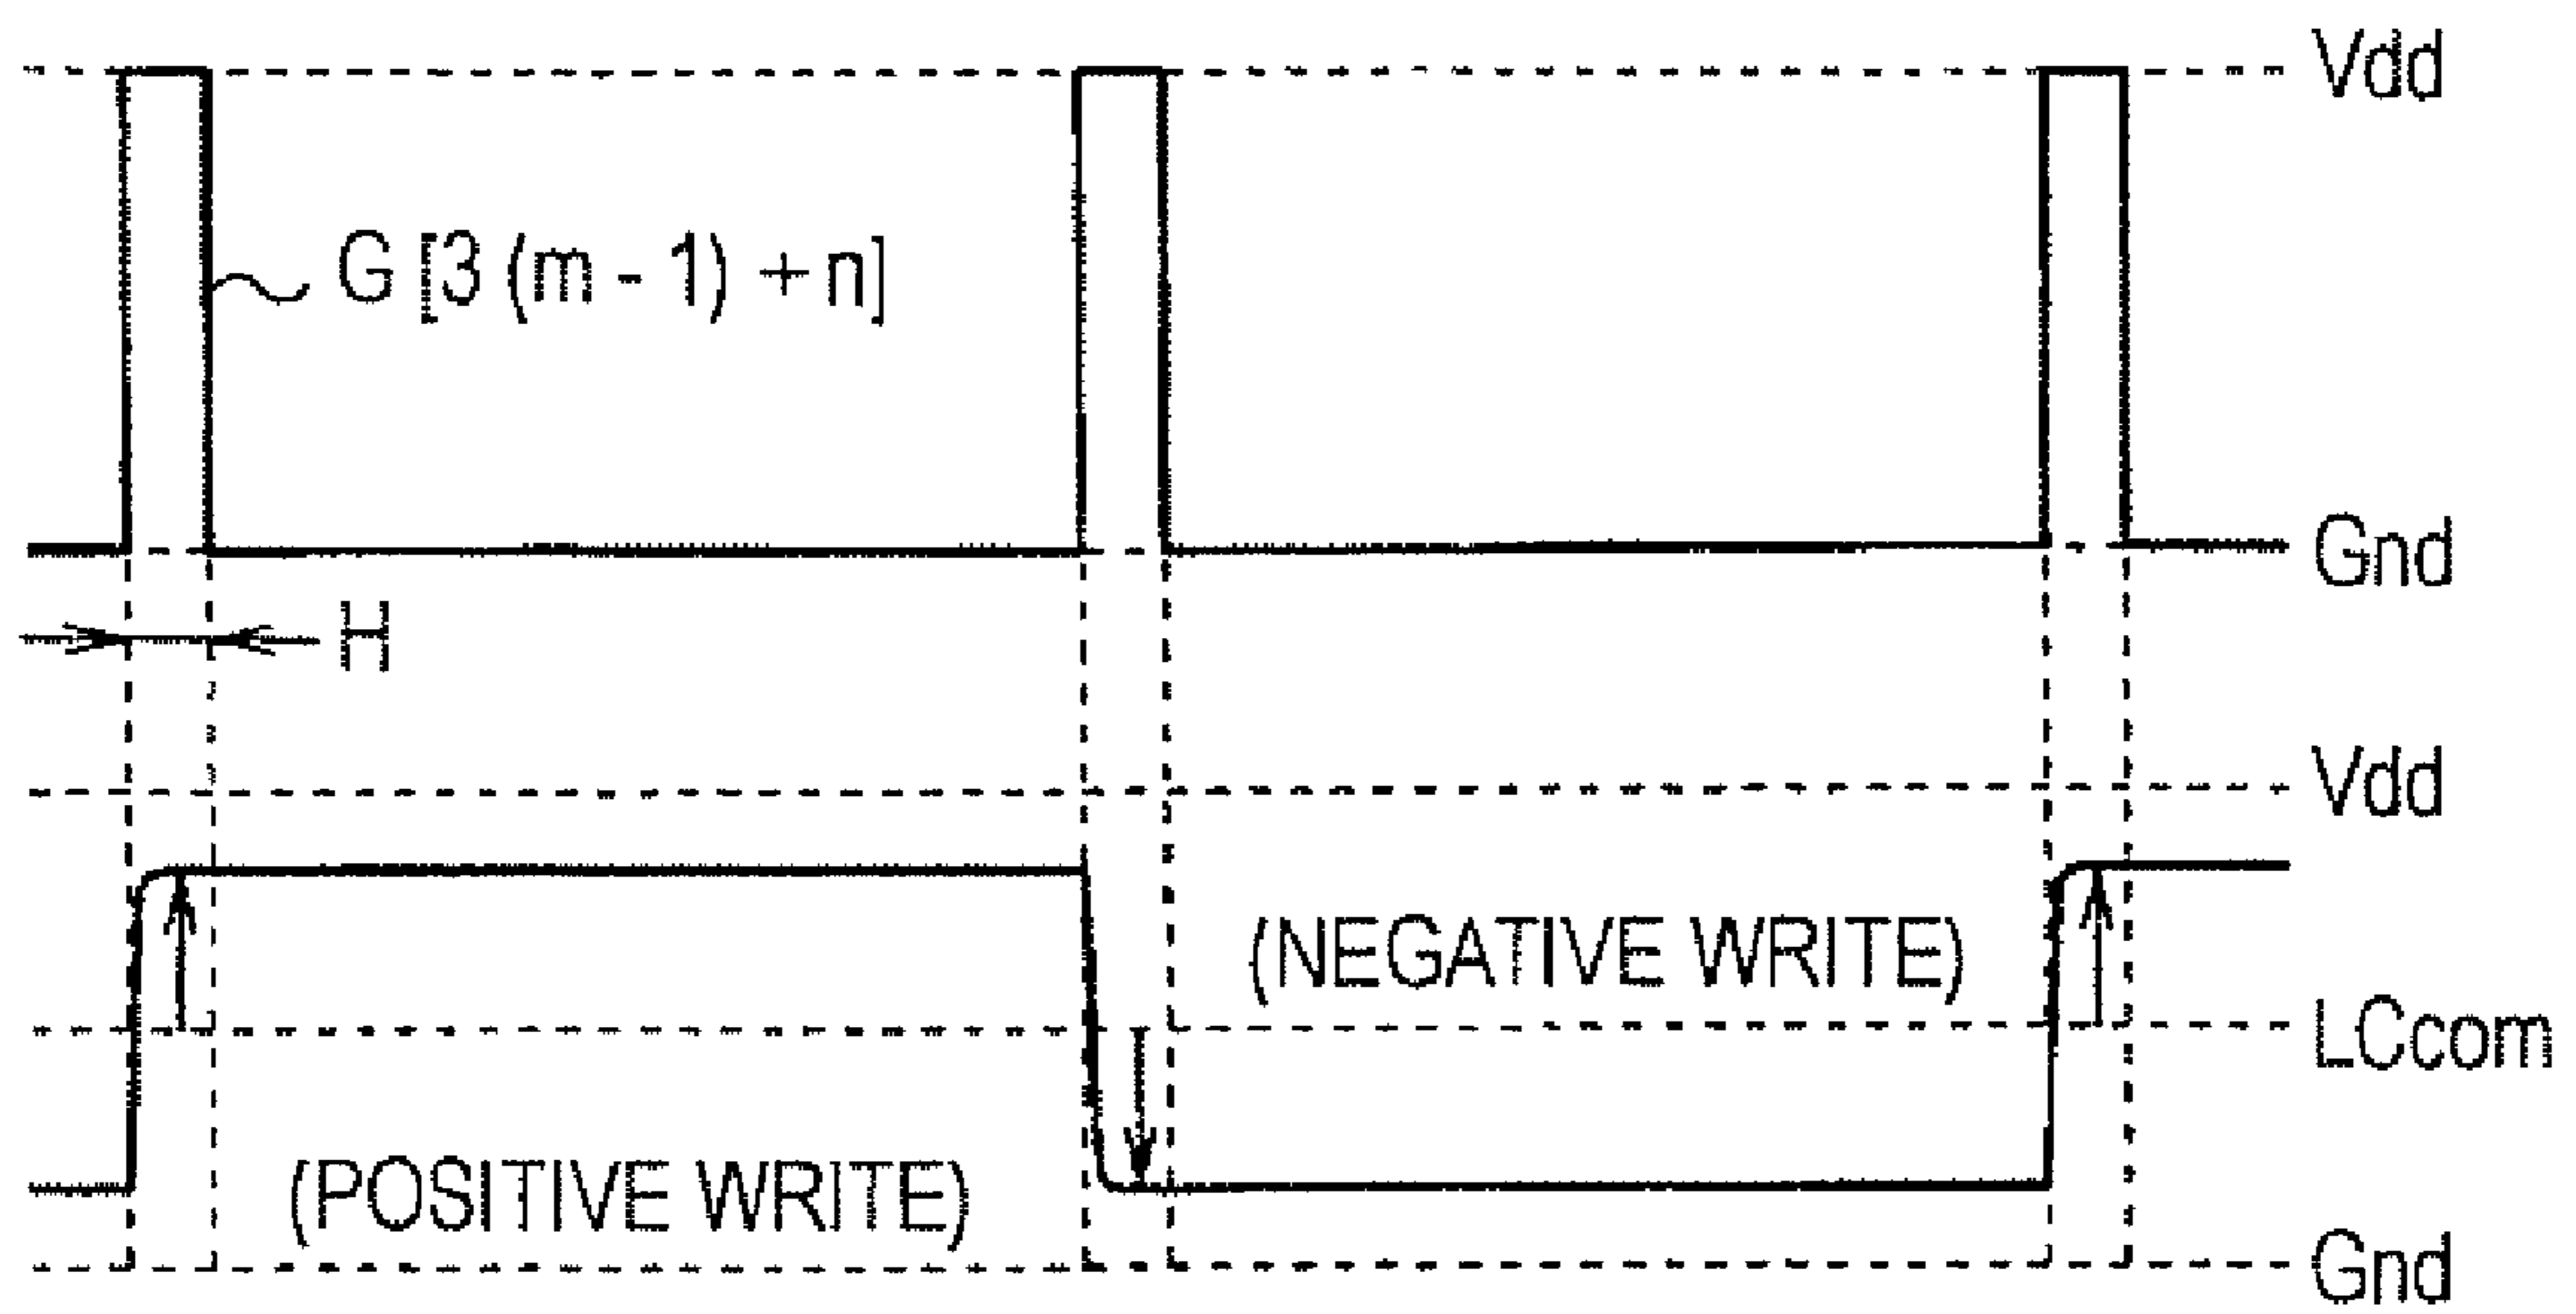 Vdd
G [3 (m - 1) + n]
Gnd
H
Vdd
(NEGATIVE WRITE)
LCcom
(POSITIVE WRITE)
Gnd